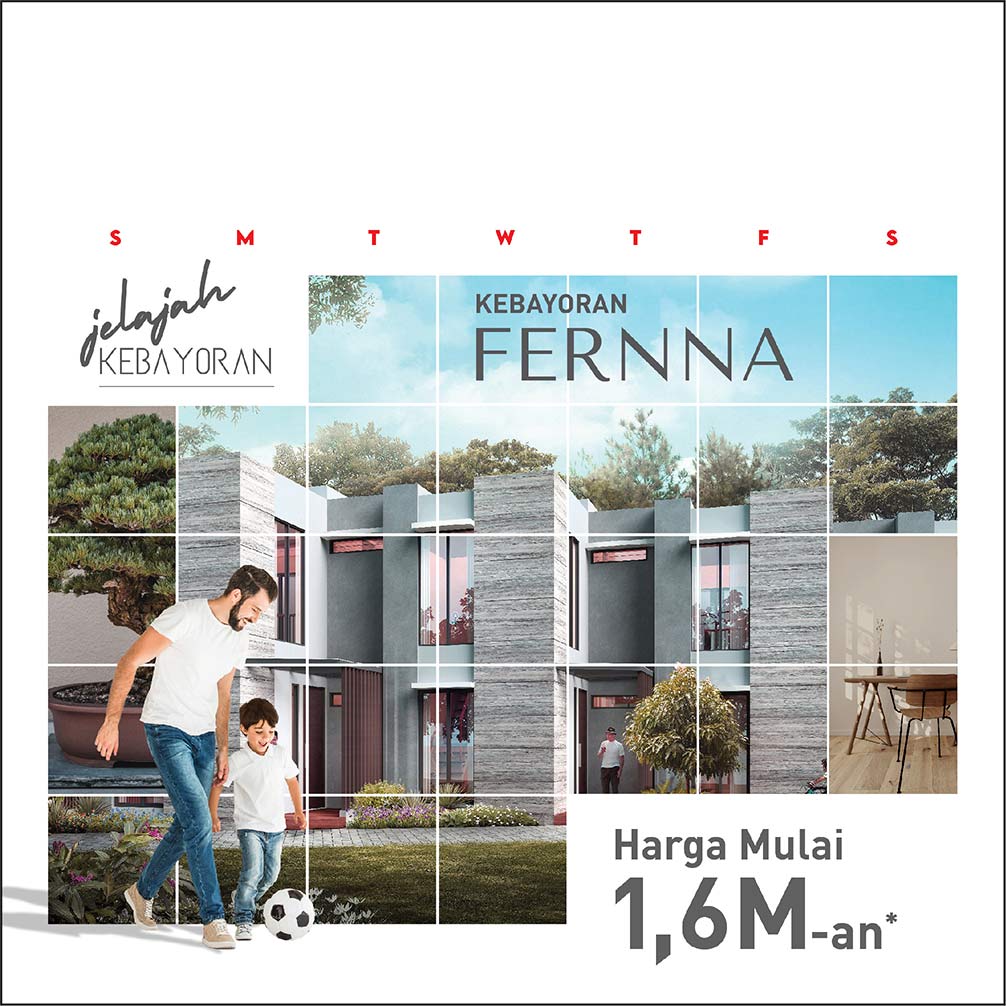 S M T W T F S
jelajah
KEBAYORAN
KEBAYORAN
FERNNA
Harga Mulai
1,6M-an*